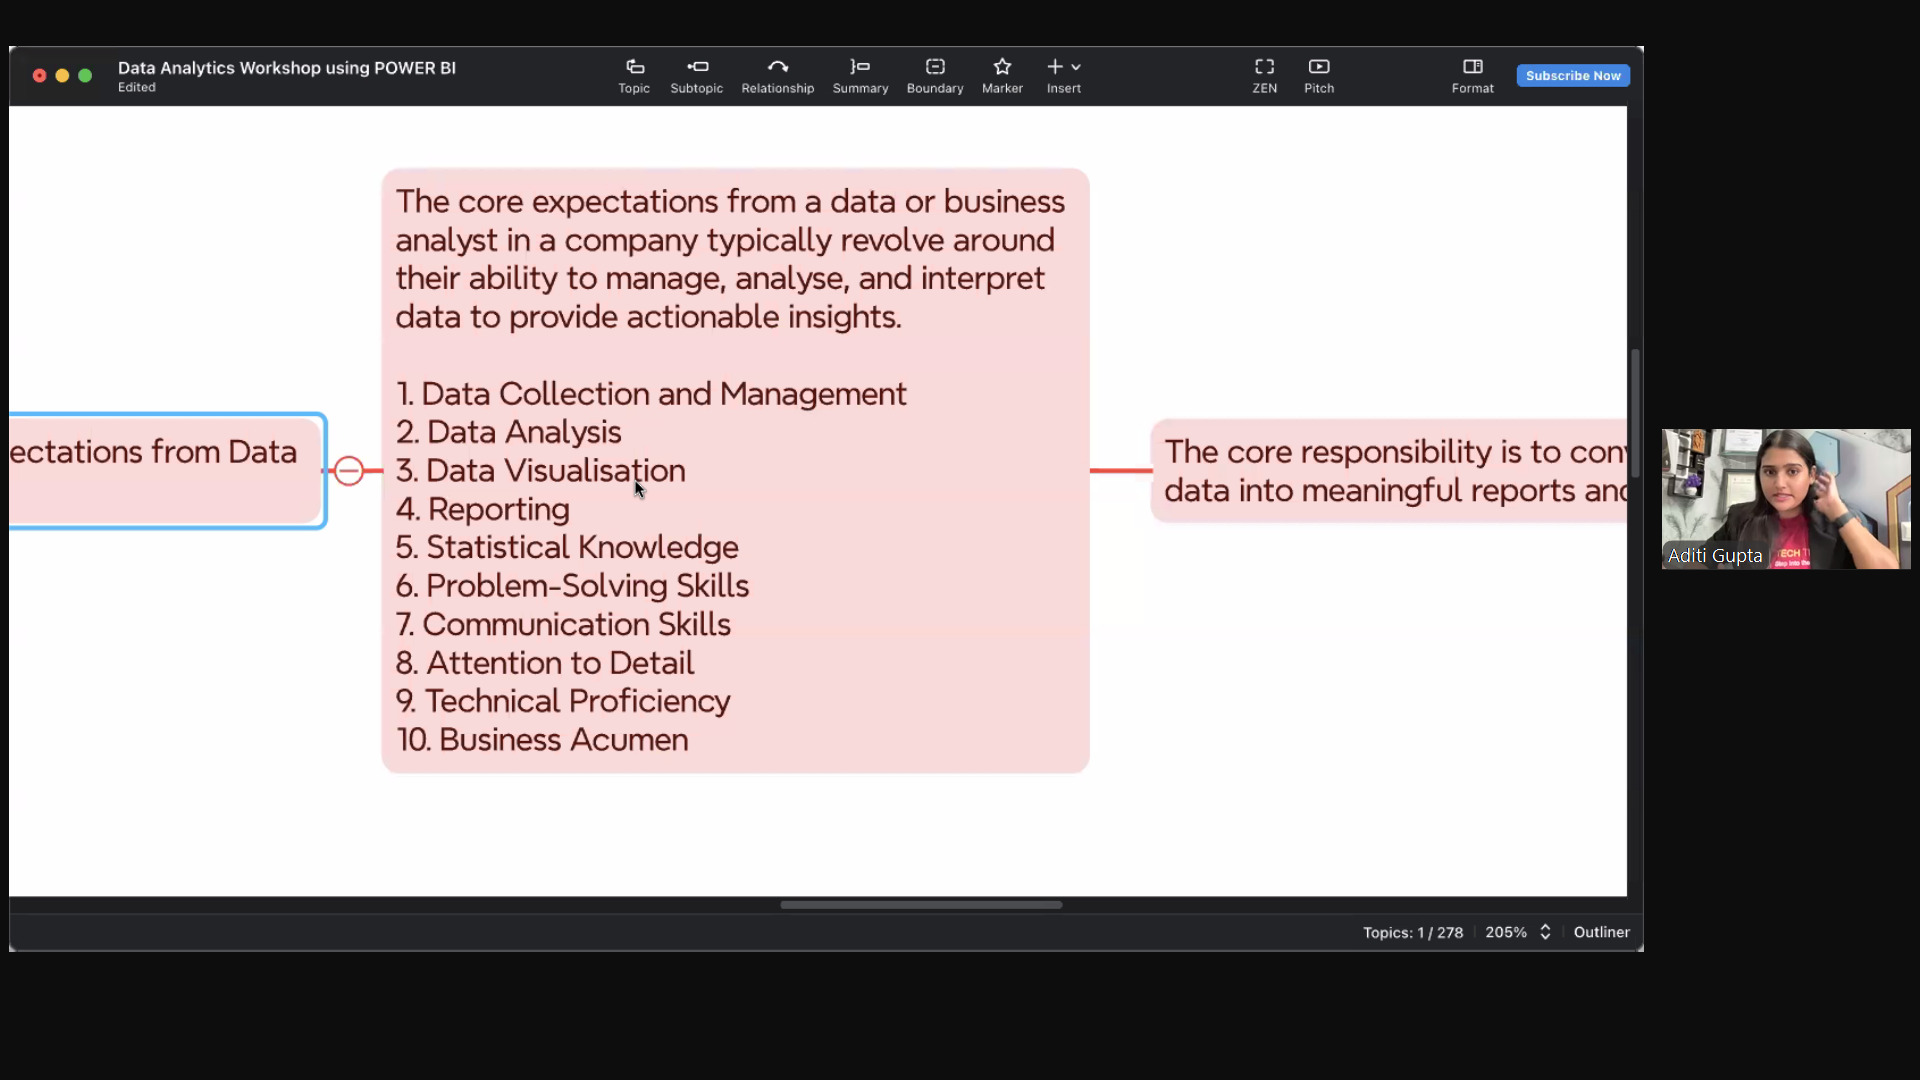 Data Analytics Workshop using POWER BI
Edited
Topic
Subtopic
Relationship
Summary
Boundary
Marker
Insert
ZEN
Pitch
Format
Subscribe Now
ectations from Data
The core expectations from a data or business
analyst in a company typically revolve around
their ability to manage, analyse, and interpret
data to provide actionable insights.
1. Data Collection and Management
2. Data Analysis
3. Data Visualisation
4. Reporting
5. Statistical Knowledge
6. Problem-Solving Skills
7. Communication Skills
8. Attention to Detail
9. Technical Proficiency
10. Business Acumen
The core responsibility is to con
data into meaningful reports and
TECH
Aditi Gupta
Topics: 1 / 278
205%
Outliner